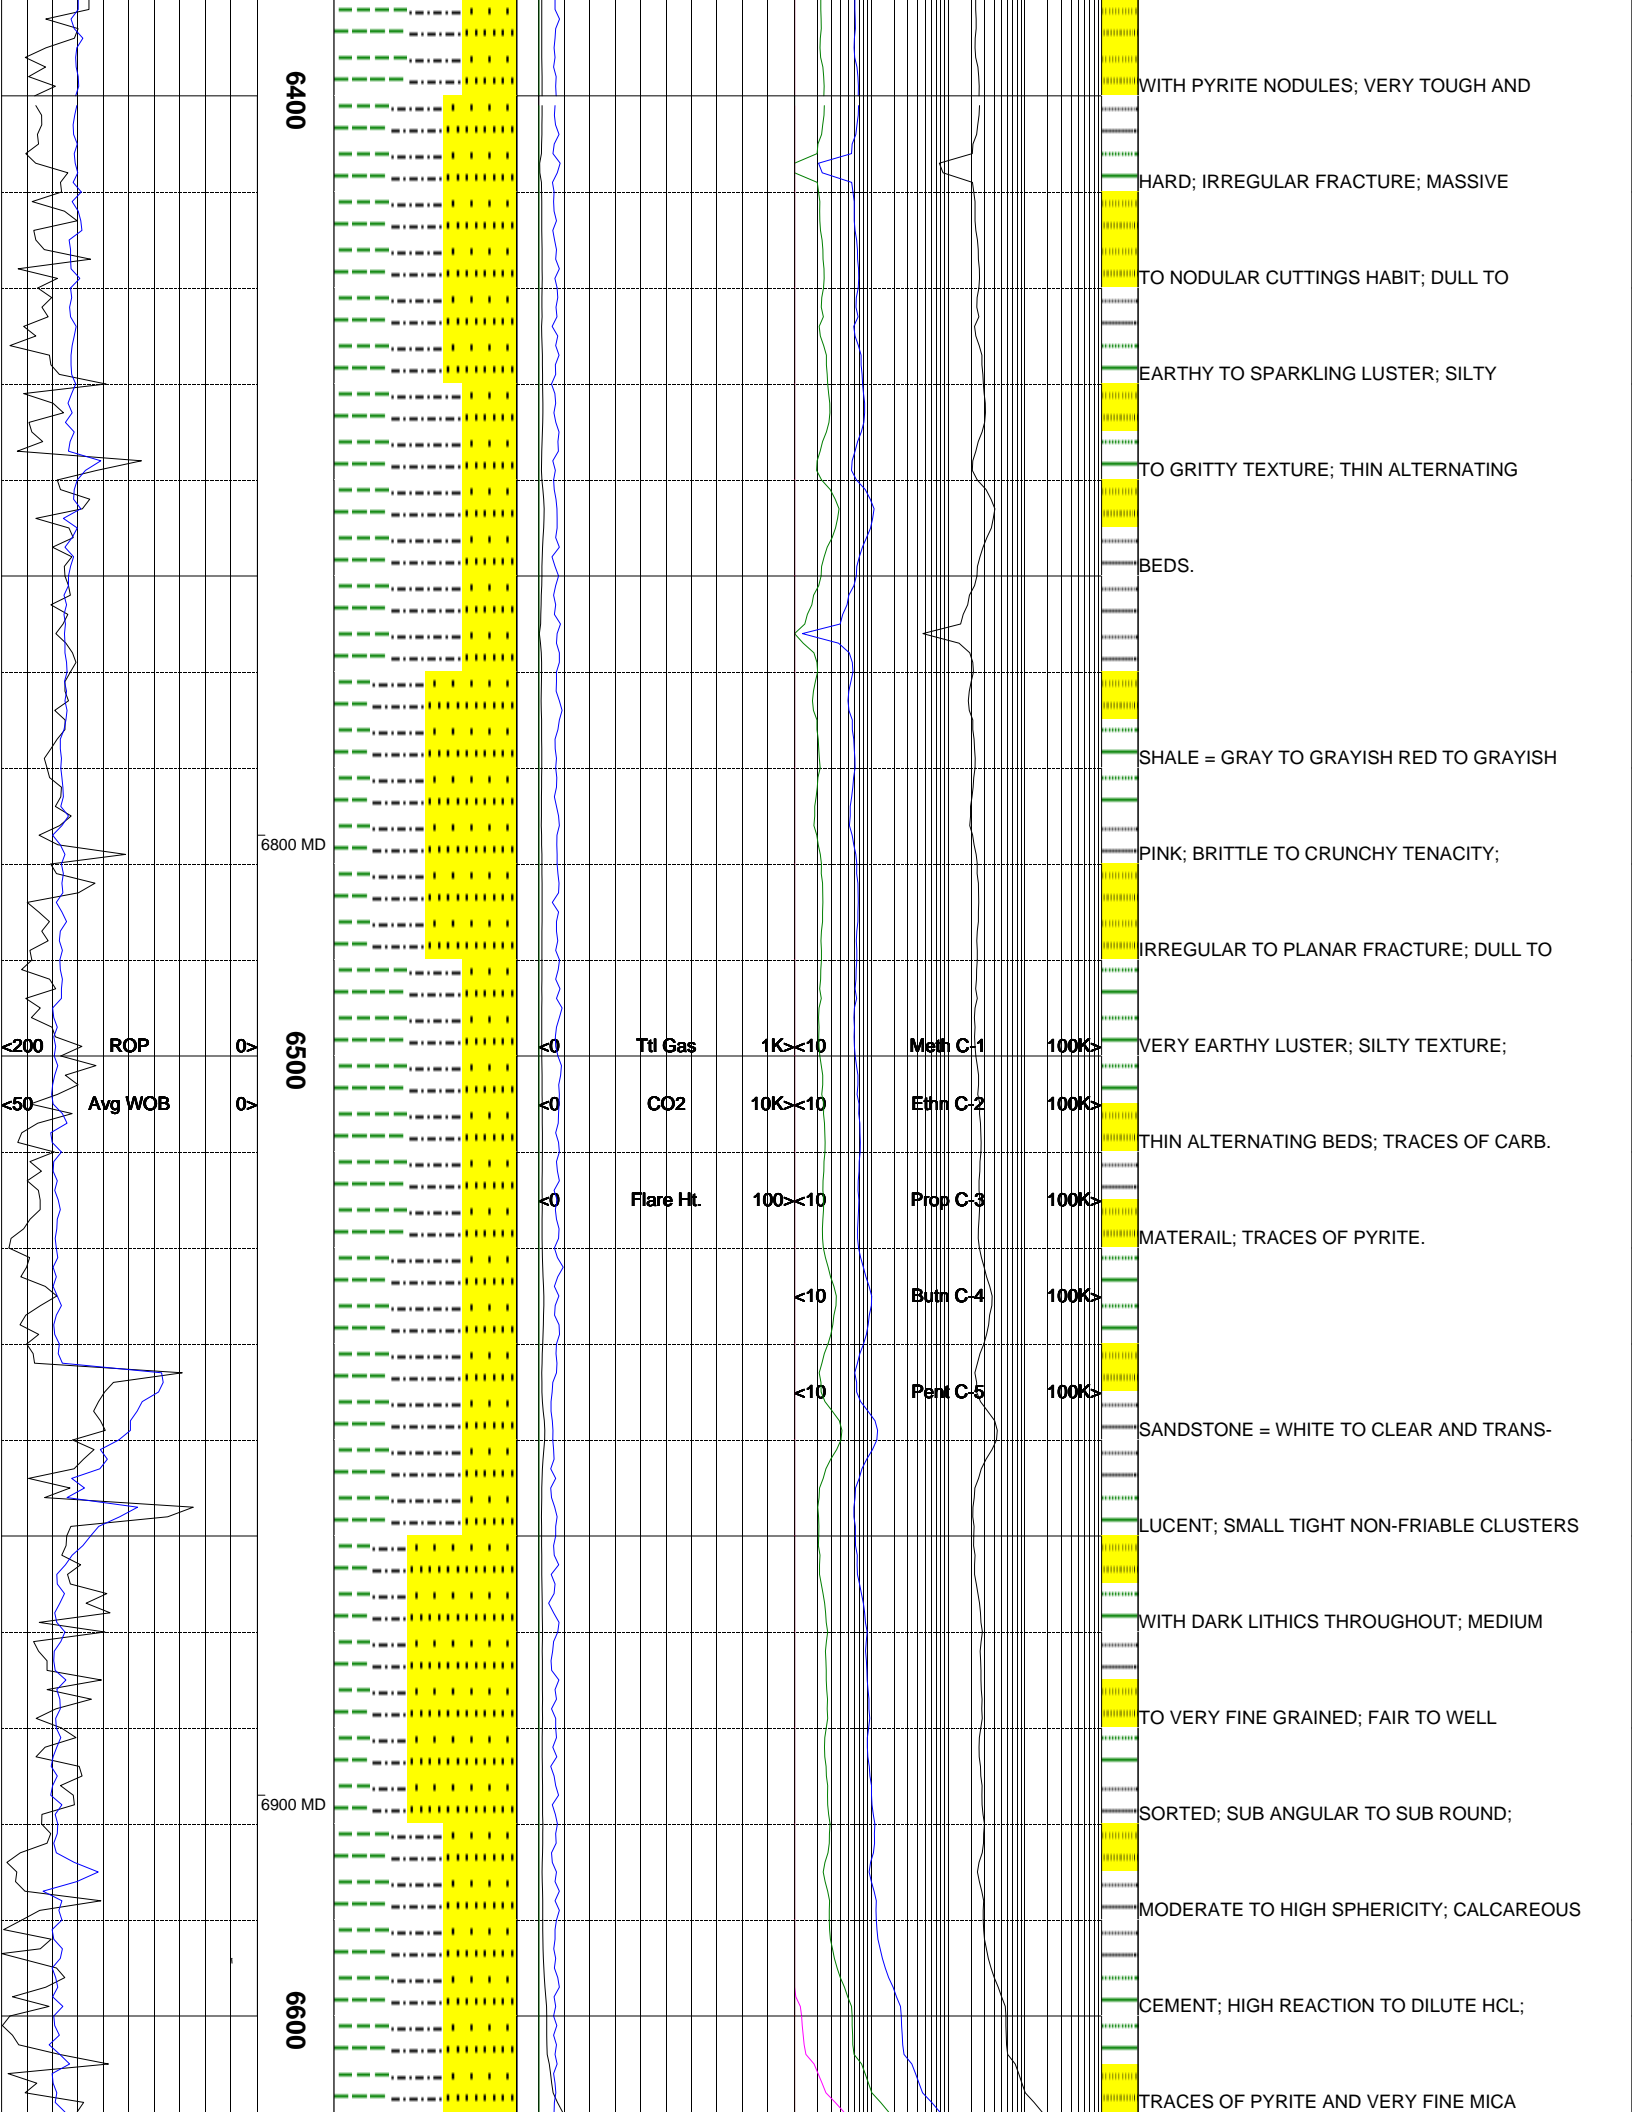 6400
WITH PYRITE NODULES; VERY TOUGH AND
HARD; IRREGULAR FRACTURE; MASSIVE
TO NODULAR CUTTINGS HABIT; DULL TO
EARTHY TO SPARKLING LUSTER; SILTY
TO GRITTY TEXTURE; THIN ALTERNATING
BEDS.
SHALE = GRAY TO GRAYISH RED TO GRAYISH
6800 MD
PINK; BRITTLE TO CRUNCHY TENACITY;
IRREGULAR TO PLANAR FRACTURE; DULL TO
<200 ROP 0> 6500 <0 Ttl Gas 1K><10 Meth C-1 100K> VERY EARTHY LUSTER; SILTY TEXTURE;
<50 Avg WOB 0> <0 CO2 10K><10 Ethn C-2 100K>
THIN ALTERNATING BEDS; TRACES OF CARB.
<0 Flare Ht. 100><10 Prop C-3 100K>
MATERAIL; TRACES OF PYRITE.
<10 Butn C-4 100K>
<10 Pent C-5 100K>
SANDSTONE = WHITE TO CLEAR AND TRANS-
LUCENT; SMALL TIGHT NON-FRIABLE CLUSTERS
WITH DARK LITHICS THROUGHOUT; MEDIUM
TO VERY FINE GRAINED; FAIR TO WELL
6900 MD
SORTED; SUB ANGULAR TO SUB ROUND;
MODERATE TO HIGH SPHERICITY; CALCAREOUS
6600
CEMENT; HIGH REACTION TO DILUTE HCL;
TRACES OF PYRITE AND VERY FINE MICA